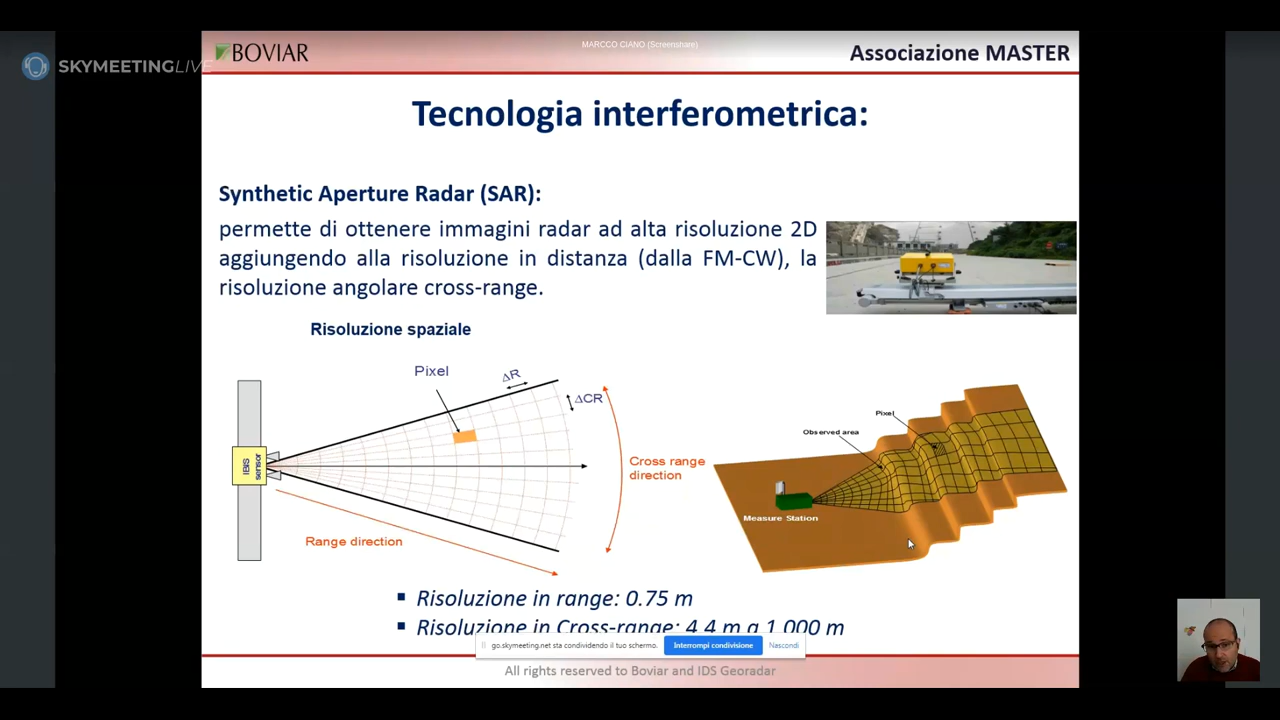 SKYMEETINGLIVE
BOVIAR
MARCCO CIANO (Screenshare)
Associazione MASTER
Tecnologia interferometrica:
Synthetic Aperture Radar (SAR):
permette di ottenere immagini radar ad alta risoluzione 2D
aggiungendo alla risoluzione in distanza (dalla FM-CW), la
risoluzione angolare cross-range.
Risoluzione spaziale
Pixel
ΔR
ΔCR
IBIS
sensor
Cross range
direction
Range direction
Pixel
Observed area
Measure Station
▪ Risoluzione in range: 0.75 m
▪ Risoluzione in Cross-range: 4.4 m a 1.000 m
go.skymeeting.net sta condividendo il tuo schermo.
Interrompi condivisione
Nascondi
All rights reserved to Boviar and IDS Georadar